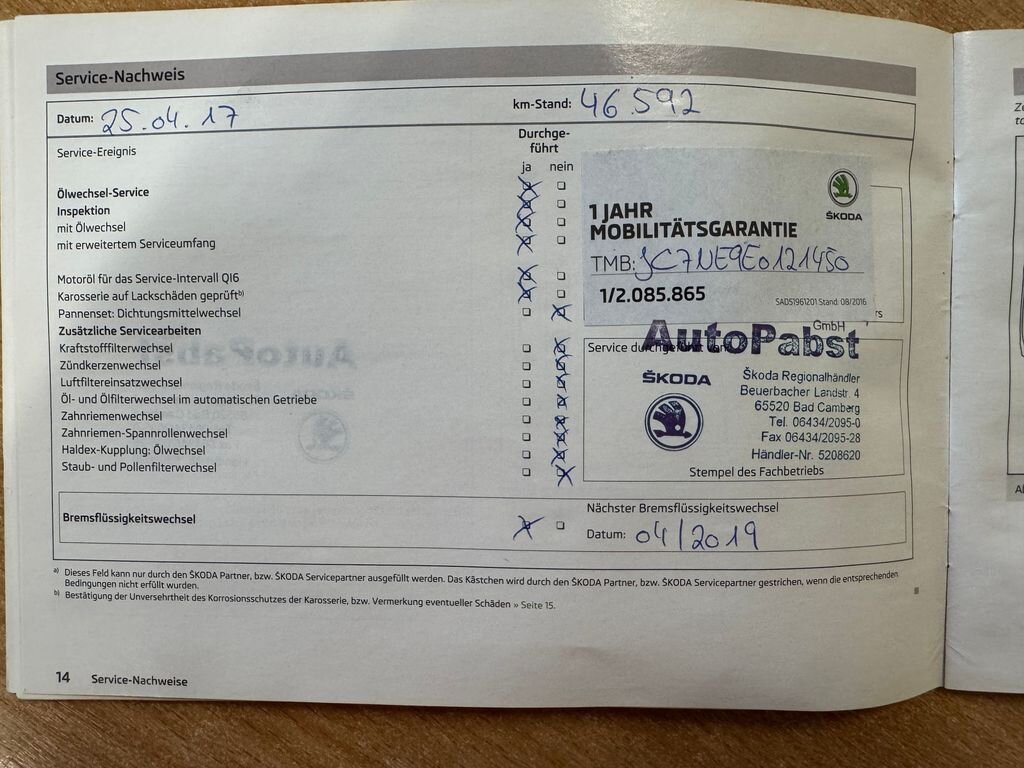 Service-Nachweis
Datum: 25.04.17
km-Stand: 46.592
Service-Ereignis
Durchge-
führt
ja nein
Ölwechsel-Service
Inspektion
mit Ölwechsel
mit erweitertem Serviceumfang
Motoröl für das Service-Intervall QI6
Karosserie auf Lackschäden geprüft b)
Pannenset: Dichtungsmittelwechsel
Zusätzliche Servicearbeiten
Kraftstofffilterwechsel
Zündkerzenwechsel
Luftfiltereinsatzwechsel
Öl- und Ölfilterwechsel im automatischen Getriebe
Zahnriemenwechsel
Zahnriemen-Spannrollenwechsel
Haldex-Kupplung: Ölwechsel
Staub- und Pollenfilterwechsel
ŠKODA
1 JAHR
MOBILITÄTSGARANTIE
TMB: JC7NE9E0121450
1/2.085.865
SAD51961201 Stand: 08/2016
rs
GmbH
AutoPabst
Service durchgeführt von:
ŠKODA
Škoda Regionalhändler
Beuerbacher Landstr. 4
65520 Bad Camberg
Tel. 06434/2095-0
Fax 06434/2095-28
Händler-Nr. 5208620
Stempel des Fachbetriebs
Bremsflüssigkeitswechsel
Nächster Bremsflüssigkeitswechsel
Datum: 04/2019
a) Dieses Feld kann nur durch den ŠKODA Partner, bzw. ŠKODA Servicepartner ausgefüllt werden. Das Kästchen wird durch den ŠKODA Partner, bzw. ŠKODA Servicepartner gestrichen, wenn die entsprechenden
Bedingungen nicht erfüllt wurden.
b) Bestätigung der Unversehrtheit des Korrosionsschutzes der Karosserie, bzw. Vermerkung eventueller Schäden » Seite 15.
14 Service-Nachweise